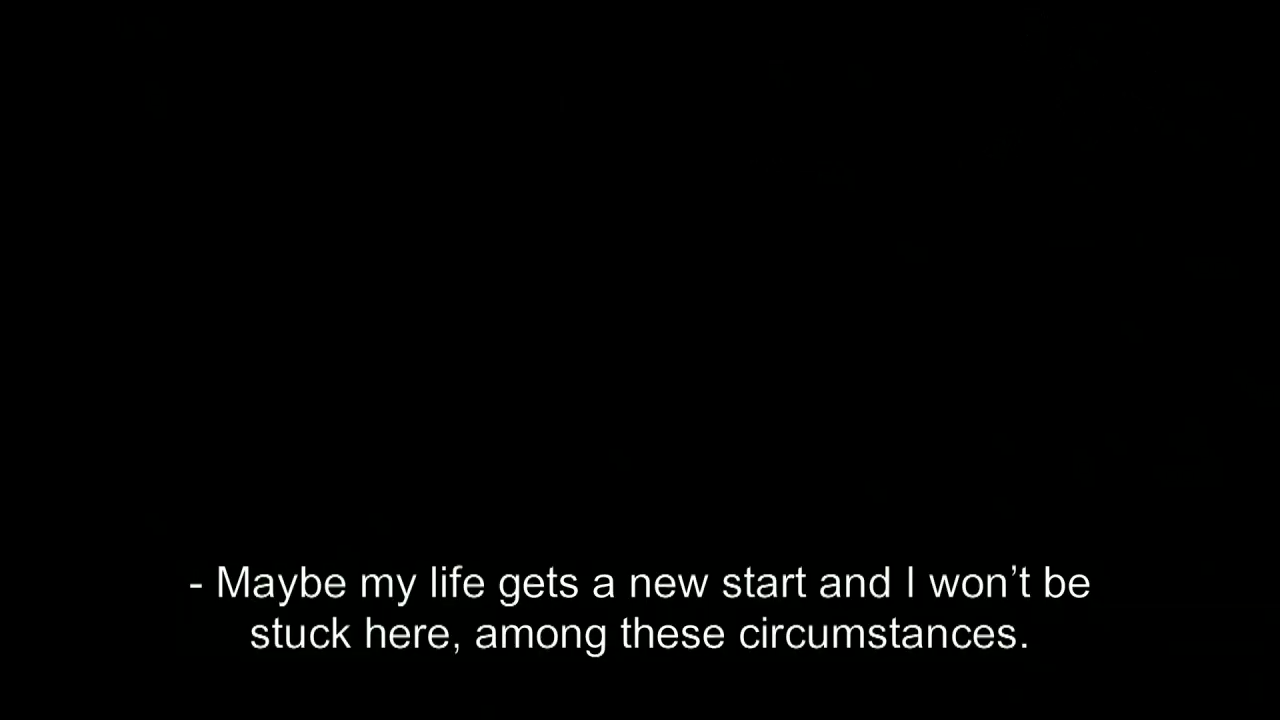 - Maybe my life gets a new start and I won’t be
stuck here, among these circumstances.